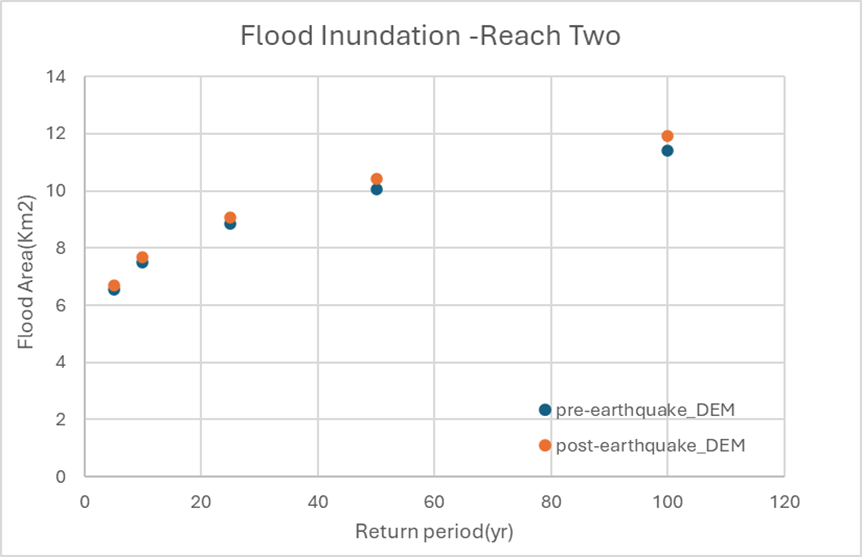 Flood Inundation -Reach Two
14
12
10
8
6
4
2
0
Flood Area(Km2)
pre-earthquake_DEM
post-earthquake_DEM
0 20 40 60 80 100 120
Return period(yr)